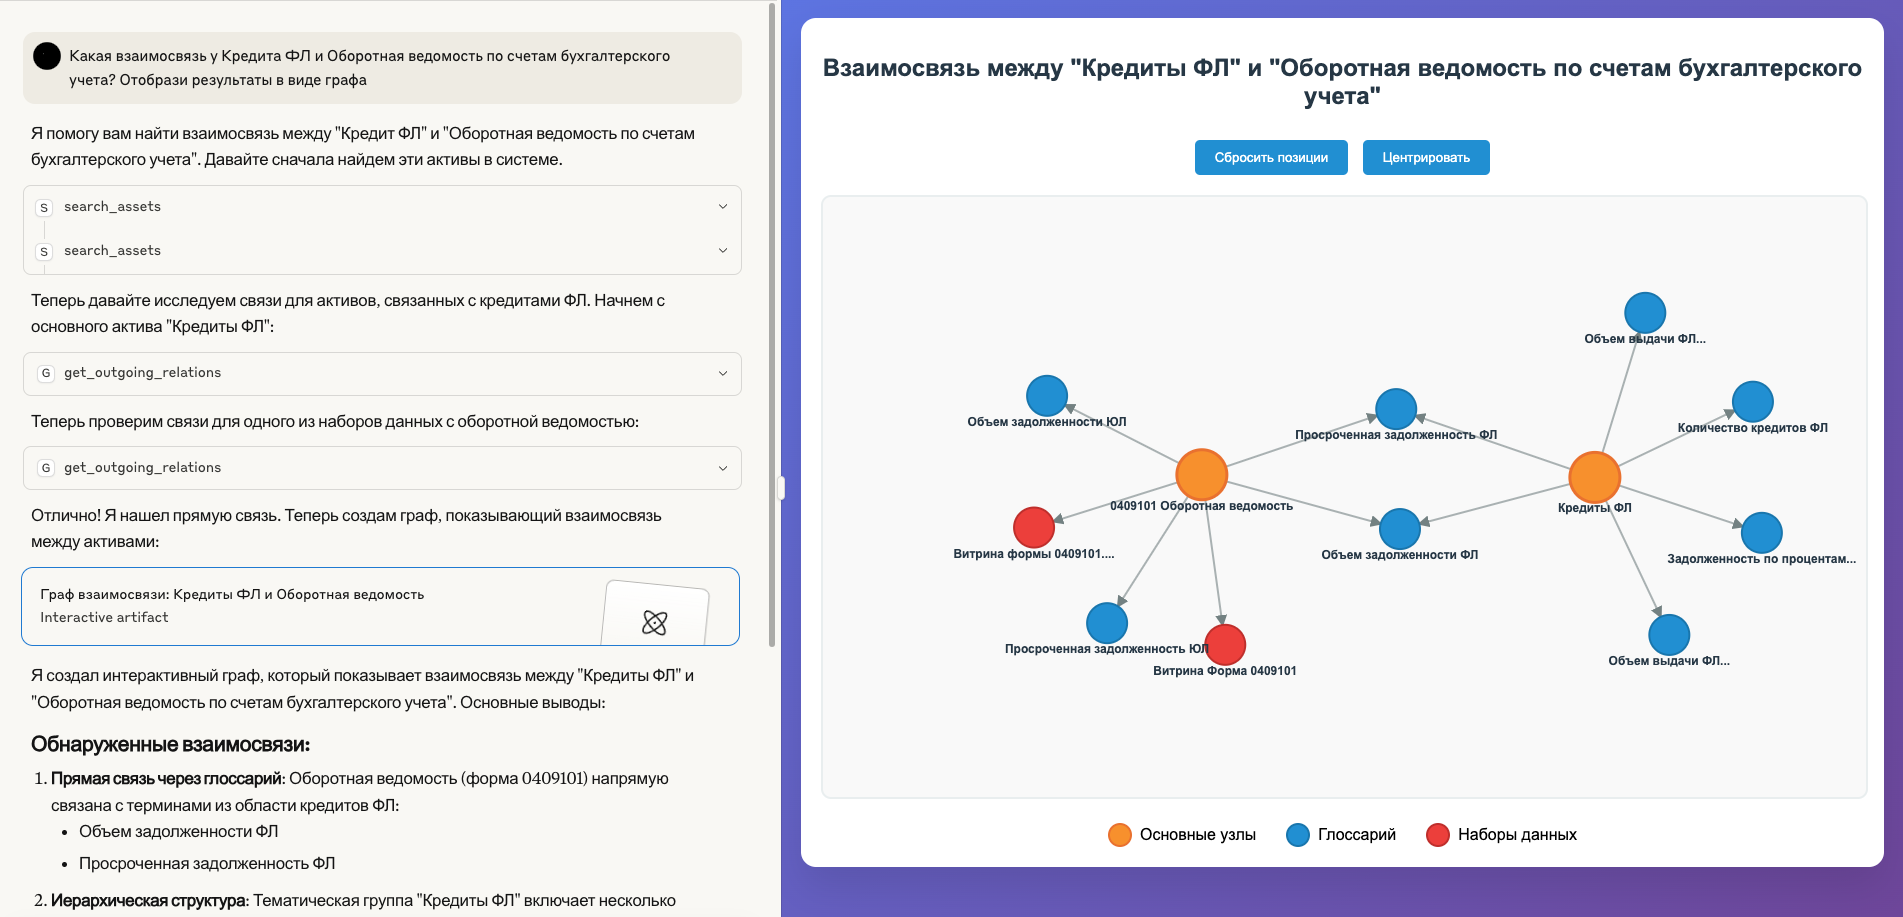 Какая взаимосвязь у Кредита ФЛ и Оборотная ведомость по счетам бухгалтерского
учета? Отобрази результаты в виде графа
Я помогу вам найти взаимосвязь между "Кредит ФЛ" и "Оборотная ведомость по счетам
бухгалтерского учета". Давайте сначала найдем эти активы в системе.
S search_assets
S search_assets
Теперь давайте исследуем связи для активов, связанных с кредитами ФЛ. Начнем с
основного актива "Кредиты ФЛ":
G get_outgoing_relations
Теперь проверим связи для одного из наборов данных с оборотной ведомостью:
G get_outgoing_relations
Отлично! Я нашел прямую связь. Теперь создам граф, показывающий взаимосвязь
между активами:
Граф взаимосвязи: Кредиты ФЛ и Оборотная ведомость
Interactive artifact
Я создал интерактивный граф, который показывает взаимосвязь между "Кредиты ФЛ" и
"Оборотная ведомость по счетам бухгалтерского учета". Основные выводы:
Обнаруженные взаимосвязи:
1. Прямая связь через глоссарий: Оборотная ведомость (форма 0409101) напрямую
связана с терминами из области кредитов ФЛ:
• Объем задолженности ФЛ
• Просроченная задолженность ФЛ
2. Иерархическая структура: Тематическая группа "Кредиты ФЛ" включает несколько
Взаимосвязь между "Кредиты ФЛ" и "Оборотная ведомость по счетам бухгалтерского
учета"
Сбросить позиции
Центрировать
Объем выдачи ФЛ...
Объем задолженности ЮЛ
Просроченная задолженность ФЛ
Количество кредитов ФЛ
0409101 Оборотная ведомость
Кредиты ФЛ
Витрина формы 0409101....
Объем задолженности ФЛ
Задолженность по процентам...
Просроченная задолженность ЮЛ
Объем выдачи ФЛ...
Витрина Форма 0409101
Основные узлы
Глоссарий
Наборы данных